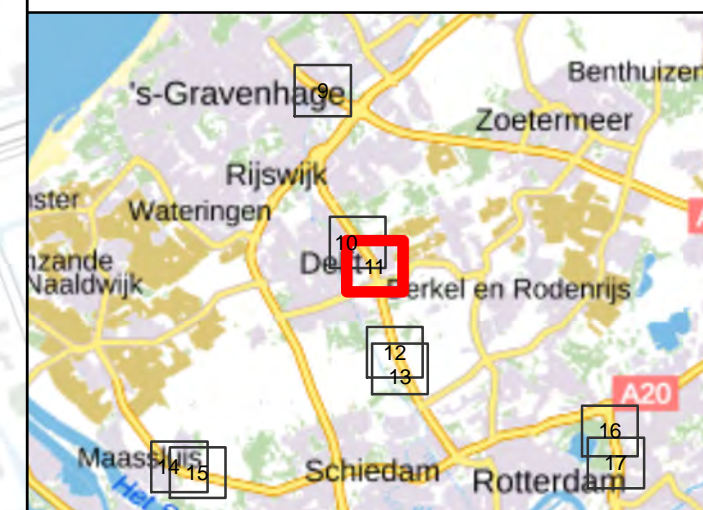 Benthuizen
's-Gravenhage
9
Zoetermeer
Rijswijk
nster
Wateringen
A
10
nzande
Delft
11
Naaldwijk
Berkel en Rodenrijs
12
13
A20
16
Maassluis
14
15
17
Schiedam
Rotterdam
Het S